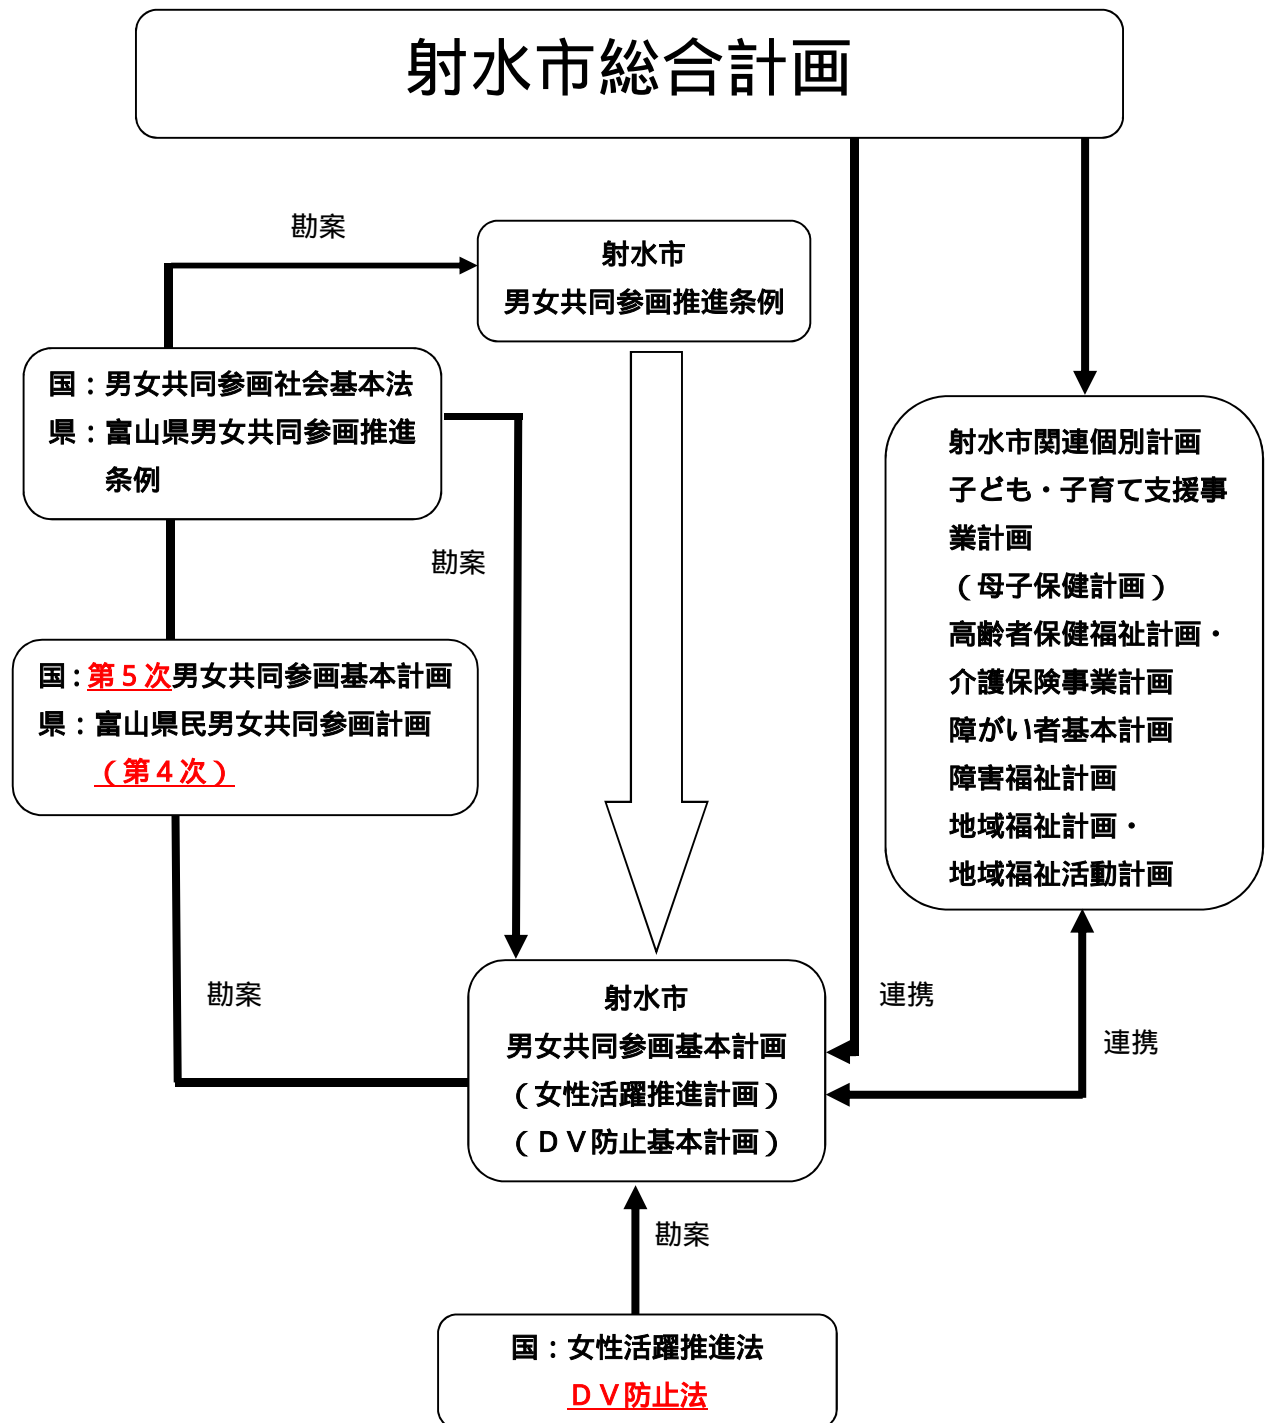 射水市総合計画
勘案
射水市
男女共同参画推進条例
国：男女共同参画社会基本法
県：富山県男女共同参画推進
条例
勘案
国：第５次男女共同参画基本計画
県：富山県民男女共同参画計画
（第４次）
射水市関連個別計画
子ども・子育て支援事
業計画
（母子保健計画）
高齢者保健福祉計画・
介護保険事業計画
障がい者基本計画
障害福祉計画
地域福祉計画・
地域福祉活動計画
勘案
射水市
男女共同参画基本計画
（女性活躍推進計画）
（ＤＶ防止基本計画）
連携
連携
勘案
国：女性活躍推進法
ＤＶ防止法